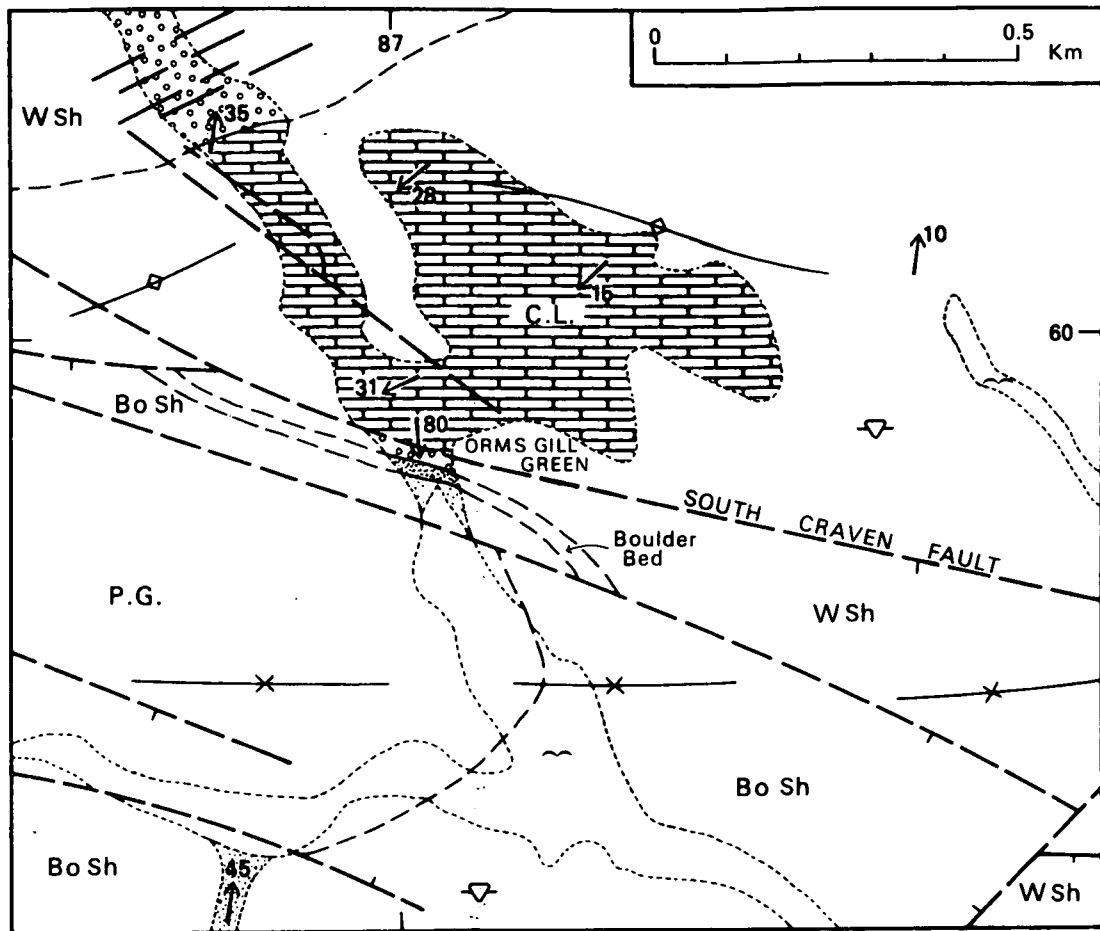 87
0 0.5
Km
35
W Sh
28
10
15
C.L.
60
31
Bo Sh
80
ORMS GILL
GREEN
SOUTH CRAVEN FAULT
Boulder
Bed
P.G.
W Sh
Bo Sh
Bo Sh
45
W Sh